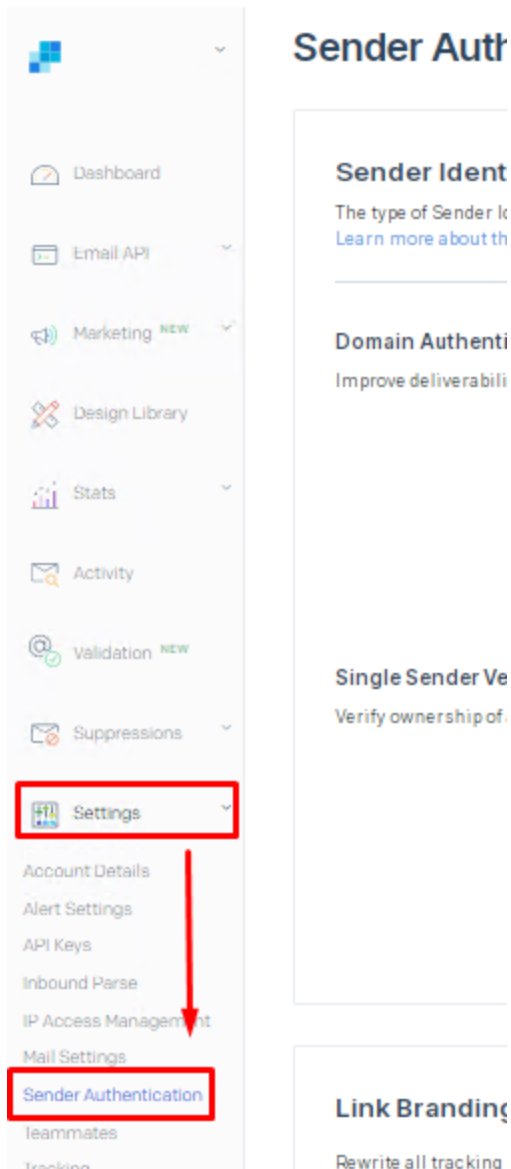 Sender Auth
Dashboard
Email API
Marketing NEW
Design Library
Stats
Activity
Validation NEW
Suppressions
Settings
Account Details
Alert Settings
API Keys
Inbound Parse
IP Access Management
Mail Settings
Sender Authentication
Teammates
Tracking
Sender Ident
The type of Sender Id
Learn more about th
Domain Authenti
Improve deliverabili
Single Sender Ve
Verify ownership of
Link Branding
Rewrite all tracking